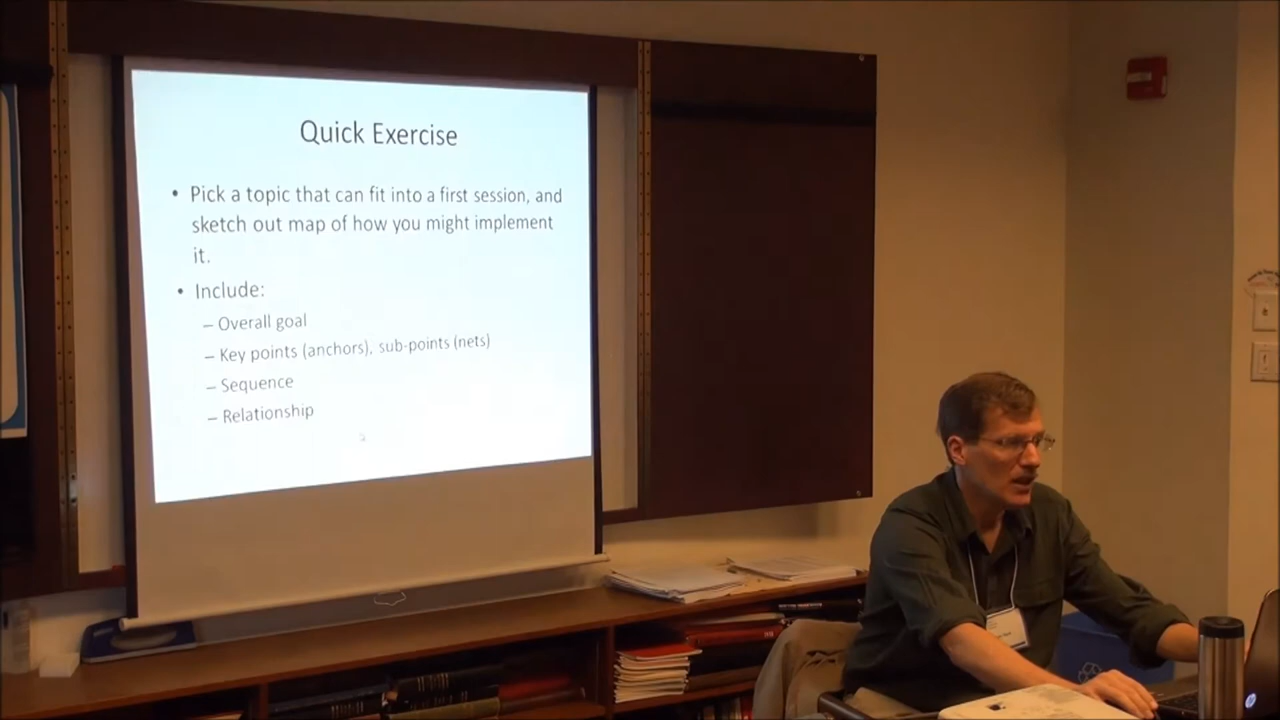 Quick Exercise
• Pick a topic that can fit into a first session, and
sketch out map of how you might implement
it.
• Include:
– Overall goal
– Key points (anchors), sub-points (nets)
– Sequence
– Relationship
hp